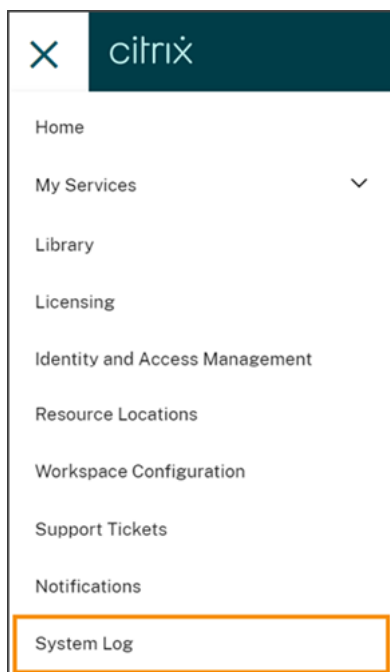 citrix
Home
My Services
Library
Licensing
Identity and Access Management
Resource Locations
Workspace Configuration
Support Tickets
Notifications
System Log